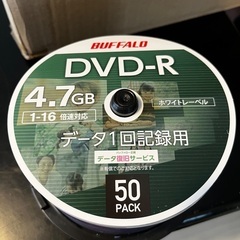 BUFFALO
DVD-R
4.7GB
1-16 倍速対応
ホワイトレーベル
データ1回記録用
データ復旧サービス
50
PACK